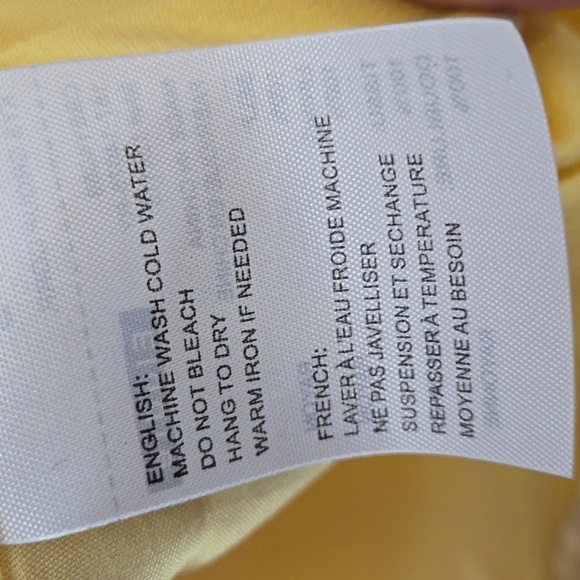 ENGLISH:
MACHINE WASH COLD WATER
DO NOT BLEACH
HANG TO DRY
WARM IRON IF NEEDED
FRENCH:
LAVER À L'EAU FROIDE MACHINE
NE PAS JAVELLISER
SUSPENSION ET SECHANGE
REPASSER À TEMPERATURE
MOYENNE AU BESOIN